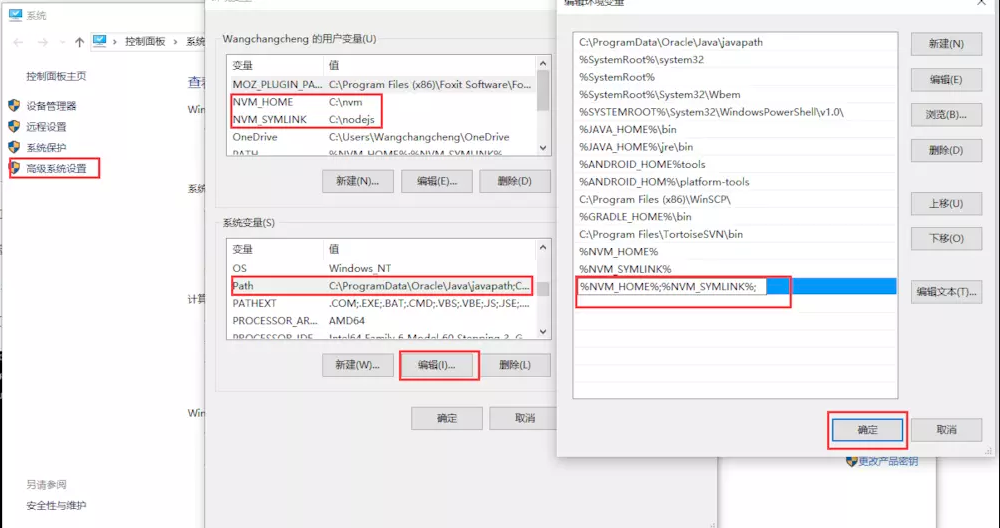 系统
控制面板
系统
控制面板主页
设备管理器
远程设置
系统保护
高级系统设置
查看
Win
系统
计算
Win
另请参阅
安全性与维护
Wangchangcheng 的用户变量(U)
变量 值
MOZ_PLUGIN_PA... C:\Program Files (x86)\Foxit Software\Fo...
NVM_HOME C:\nvm
NVM_SYMLINK C:\nodejs
OneDrive C:\Users\Wangchangcheng\OneDrive
PATH %NVM_HOME%;%NVM_SYMLINK%
新建(N)... 编辑(E)... 删除(D)
系统变量(S)
变量 值
OS Windows_NT
Path C:\ProgramData\Oracle\Java\javapath;C...
PATHEXT .COM;.EXE;.BAT;.CMD;.VBS;.VBE;.JS;.JSE;...
PROCESSOR_AR... AMD64
PROCESSOR_IDE Intel64 Family 6 Model 60 Stepping 3, G
新建(W)... 编辑(I)... 删除(L)
确定 取消
编辑环境变量
C:\ProgramData\Oracle\Java\javapath
%SystemRoot%\system32
%SystemRoot%
%SystemRoot%\System32\Wbem
%SYSTEMROOT%\System32\WindowsPowerShell\v1.0\
%JAVA_HOME%\bin
%JAVA_HOME%\jre\bin
%ANDROID_HOME%tools
%ANDROID_HOM%\platform-tools
C:\Program Files (x86)\WinSCP\
%GRADLE_HOME%\bin
C:\Program Files\TortoiseSVN\bin
%NVM_HOME%
%NVM_SYMLINK%
%NVM_HOME%;%NVM_SYMLINK%;
新建(N)
编辑(E)
浏览(B)...
删除(D)
上移(U)
下移(O)
编辑文本(T)...
确定 取消
更改产品密钥